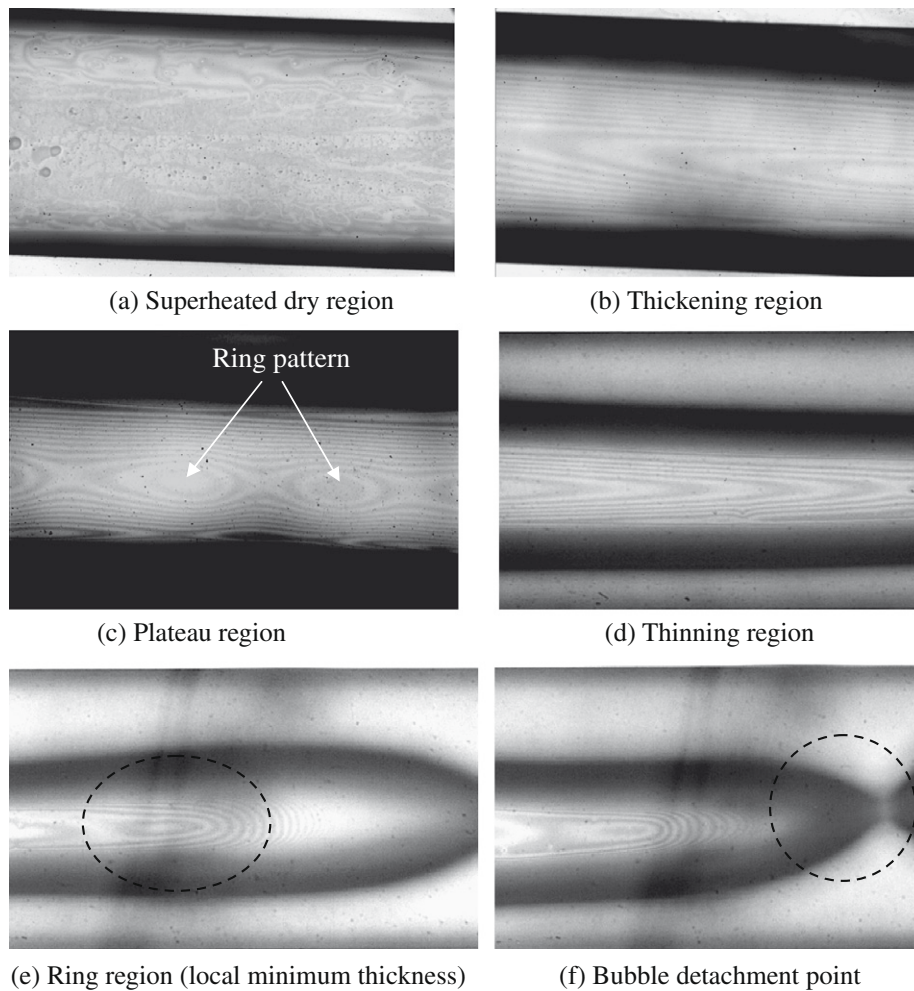 (a) Superheated dry region
(b) Thickening region
Ring pattern
(c) Plateau region
(d) Thinning region
(e) Ring region (local minimum thickness)
(f) Bubble detachment point